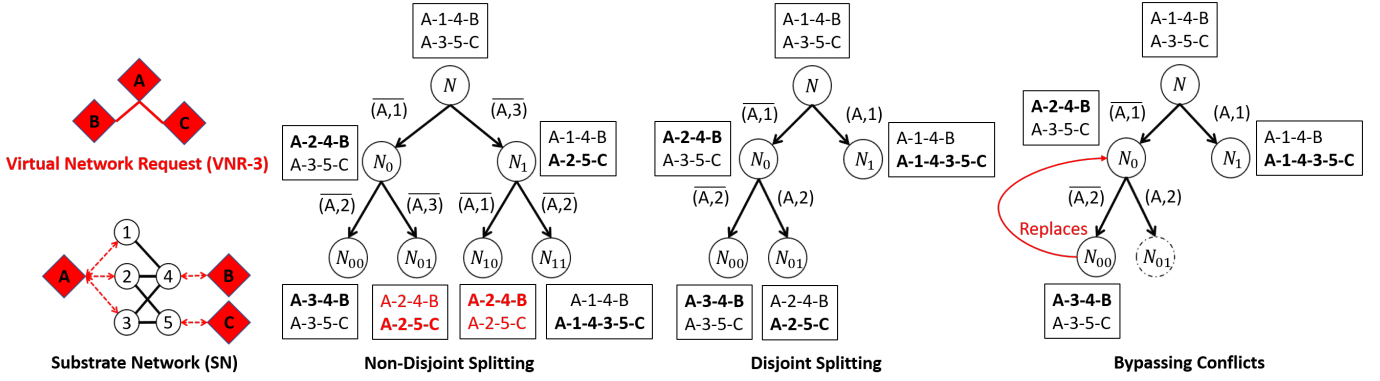 A
B
C
Virtual Network Request (VNR-3)
1
A
2
4
B
3
5
C
Substrate Network (SN)
A-1-4-B
A-3-5-C
N
(A,1)
(A,3)
A-2-4-B
A-3-5-C
N0
N1
A-1-4-B
A-2-5-C
(A,2)
(A,3)
(A,1)
(A,2)
N00
N01
N10
N11
A-3-4-B
A-3-5-C
A-2-4-B
A-2-5-C
A-2-4-B
A-2-5-C
A-1-4-B
A-1-4-3-5-C
Non-Disjoint Splitting
A-1-4-B
A-3-5-C
N
(A,1)
(A,1)
A-2-4-B
A-3-5-C
N0
N1
A-1-4-B
A-1-4-3-5-C
(A,2)
(A,2)
N00
N01
A-3-4-B
A-3-5-C
A-2-4-B
A-2-5-C
Disjoint Splitting
A-1-4-B
A-3-5-C
N
(A,1)
(A,1)
A-2-4-B
A-3-5-C
N0
N1
A-1-4-B
A-1-4-3-5-C
(A,2)
(A,2)
Replaces
N00
N01
A-3-4-B
A-3-5-C
Bypassing Conflicts